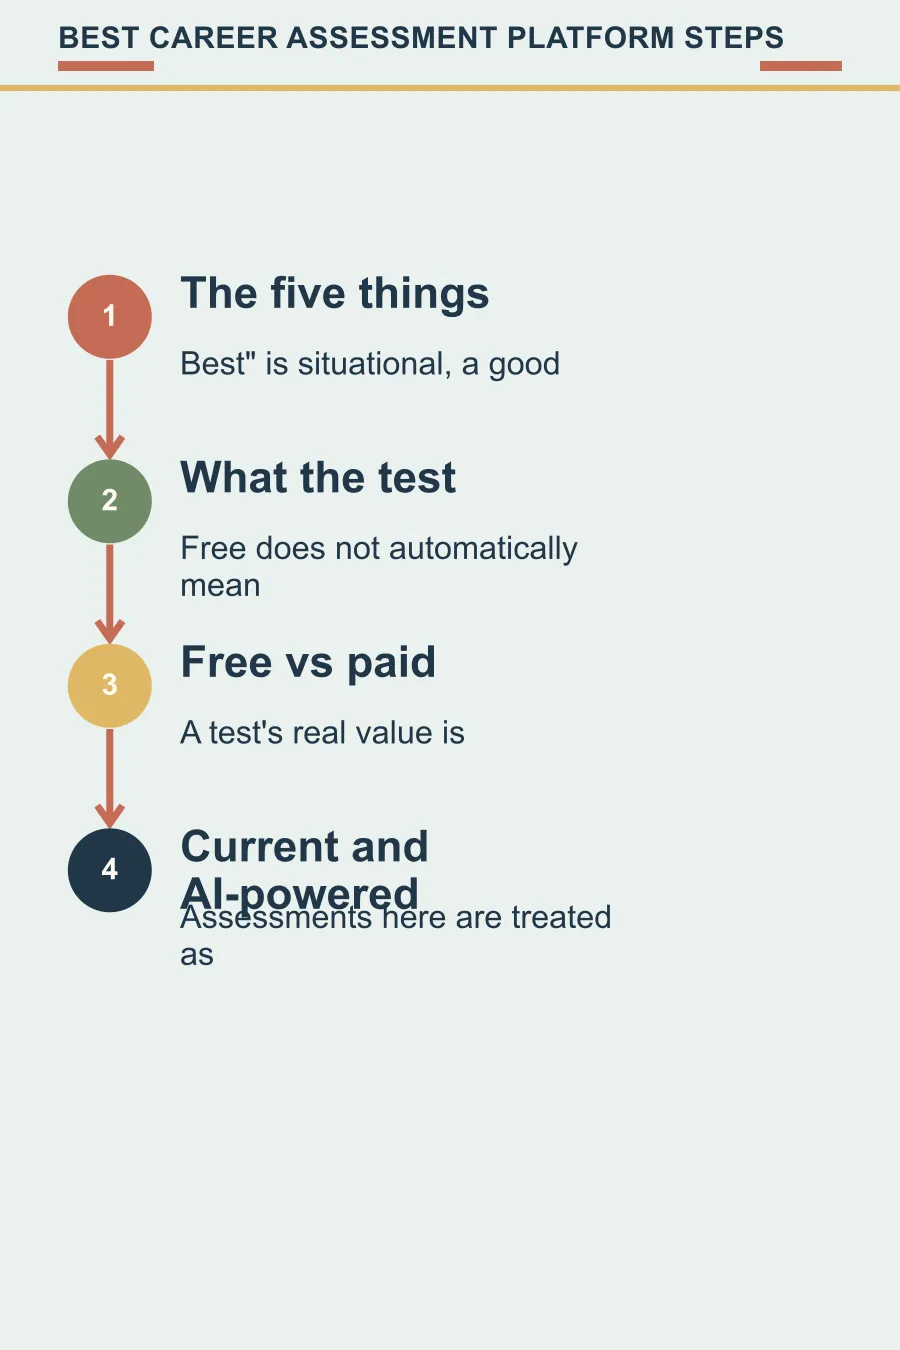 BEST CAREER ASSESSMENT PLATFORM STEPS
1
The five things
Best" is situational, a good
2
What the test
Free does not automatically
mean
3
Free vs paid
A test's real value is
4
Current and
AI-powered
Assessments here are treated
as